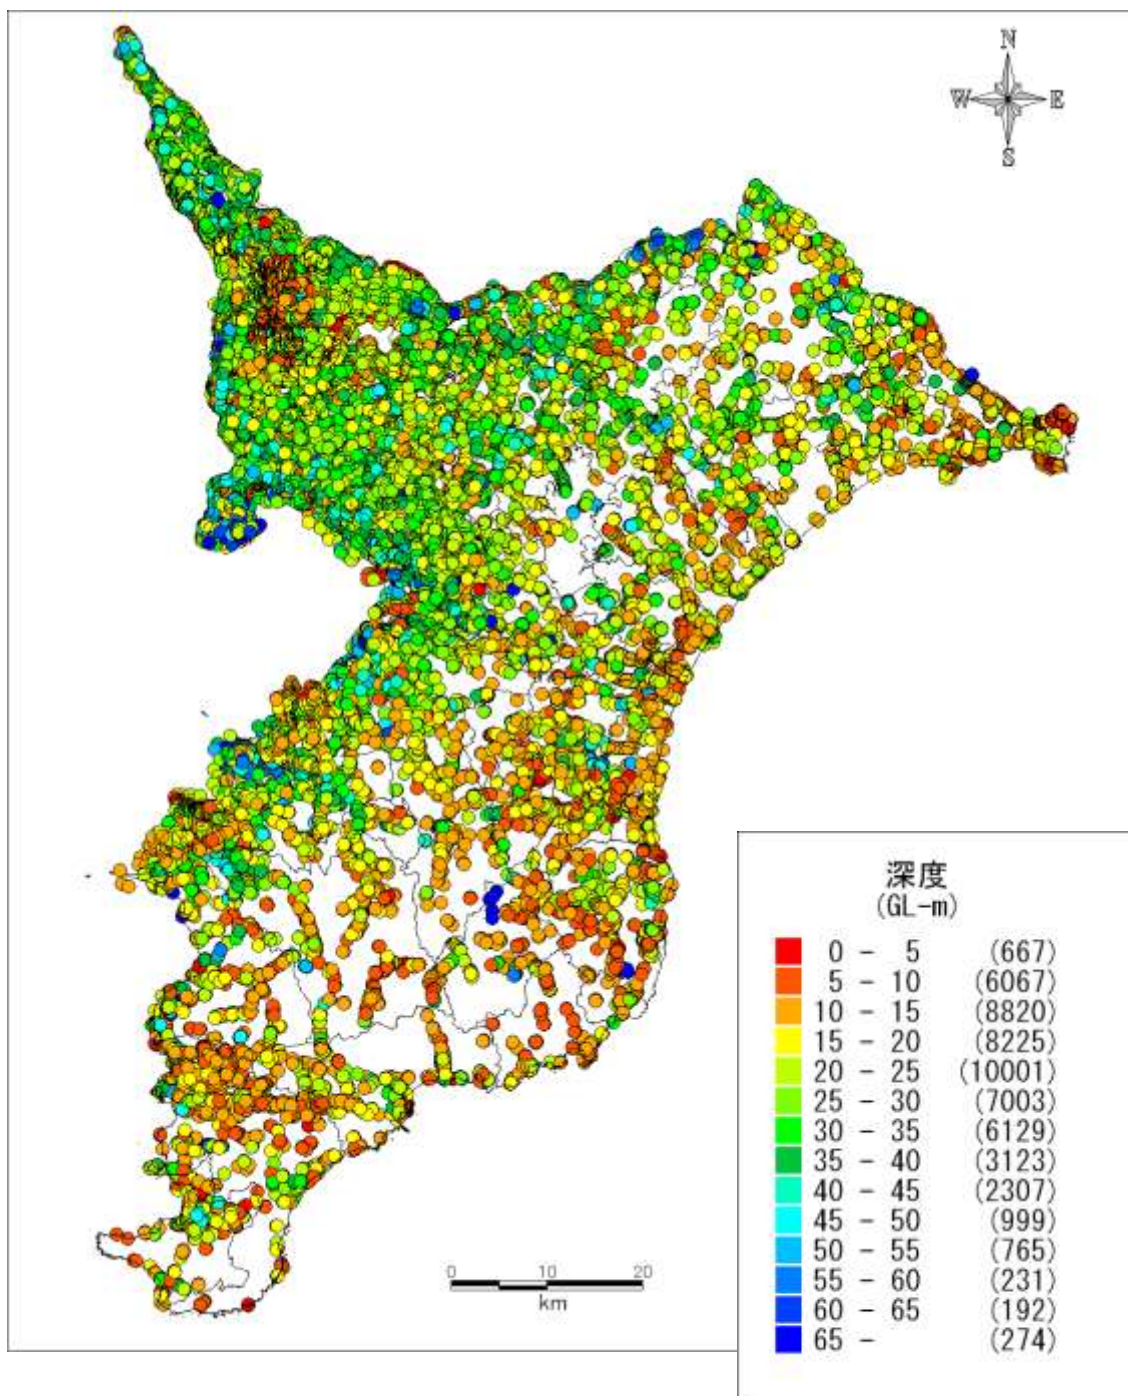 N
W E
S
深度
(GL-m)
0 - 5 (667)
5 - 10 (6067)
10 - 15 (8820)
15 - 20 (8225)
20 - 25 (10001)
25 - 30 (7003)
30 - 35 (6129)
35 - 40 (3123)
40 - 45 (2307)
45 - 50 (999)
50 - 55 (765)
55 - 60 (231)
60 - 65 (192)
65 - (274)
0 10 20
km